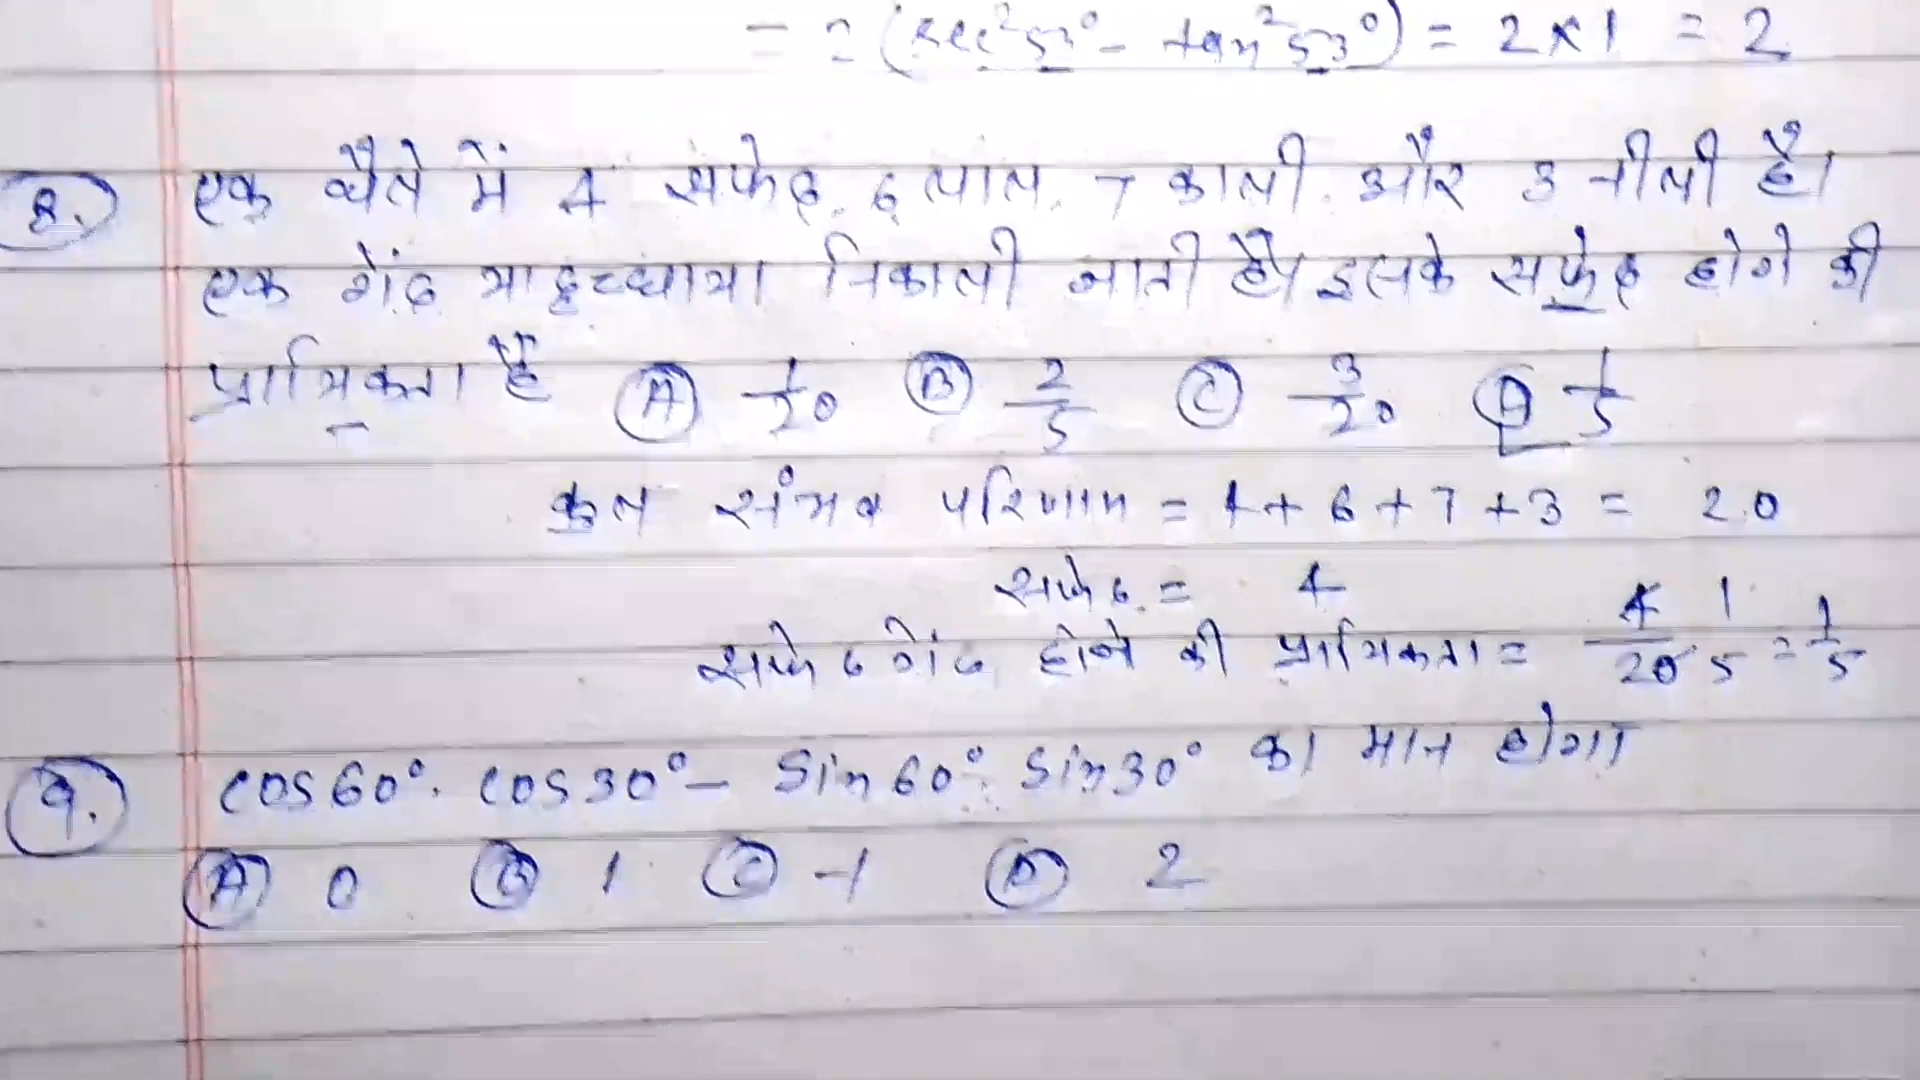 = 2 (sec²53° - tan²53°) = 2×1 = 2
8. एक थैले में 4 सफेद, 6 लाल, 7 काली और 3 नीली हैं।
एक गेंद यादृच्छया निकाली जाती है। इसके सफेद होने की
प्रायिकता है (A) 1/20 (B) 2/5 (C) 3/20 (D) 1/5
कुल संभव परिणाम = 4+6+7+3 = 20
सफेद = 4
सफेद गेंद होने की प्रायिकता = 4/20 1/5 = 1/5
9. cos60°. cos30° - sin60° sin30° का मान होगा
(A) 0 (B) 1 (C) -1 (D) 2